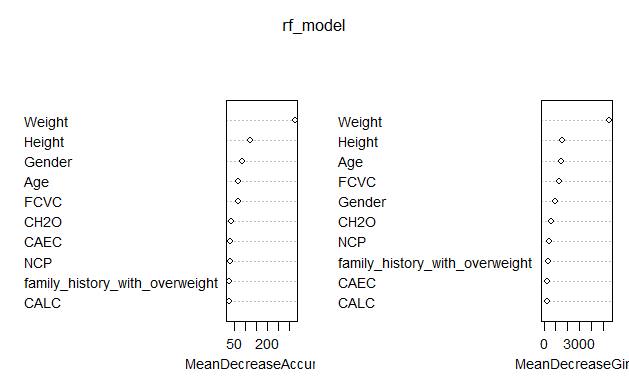 rf_model
Weight
Height
Gender
Age
FCVC
CH2O
CAEC
NCP
family_history_with_overweight
CALC
50 200
MeanDecreaseAccur
Weight
Height
Age
FCVC
Gender
CH2O
NCP
family_history_with_overweight
CAEC
CALC
0 3000
MeanDecreaseGin